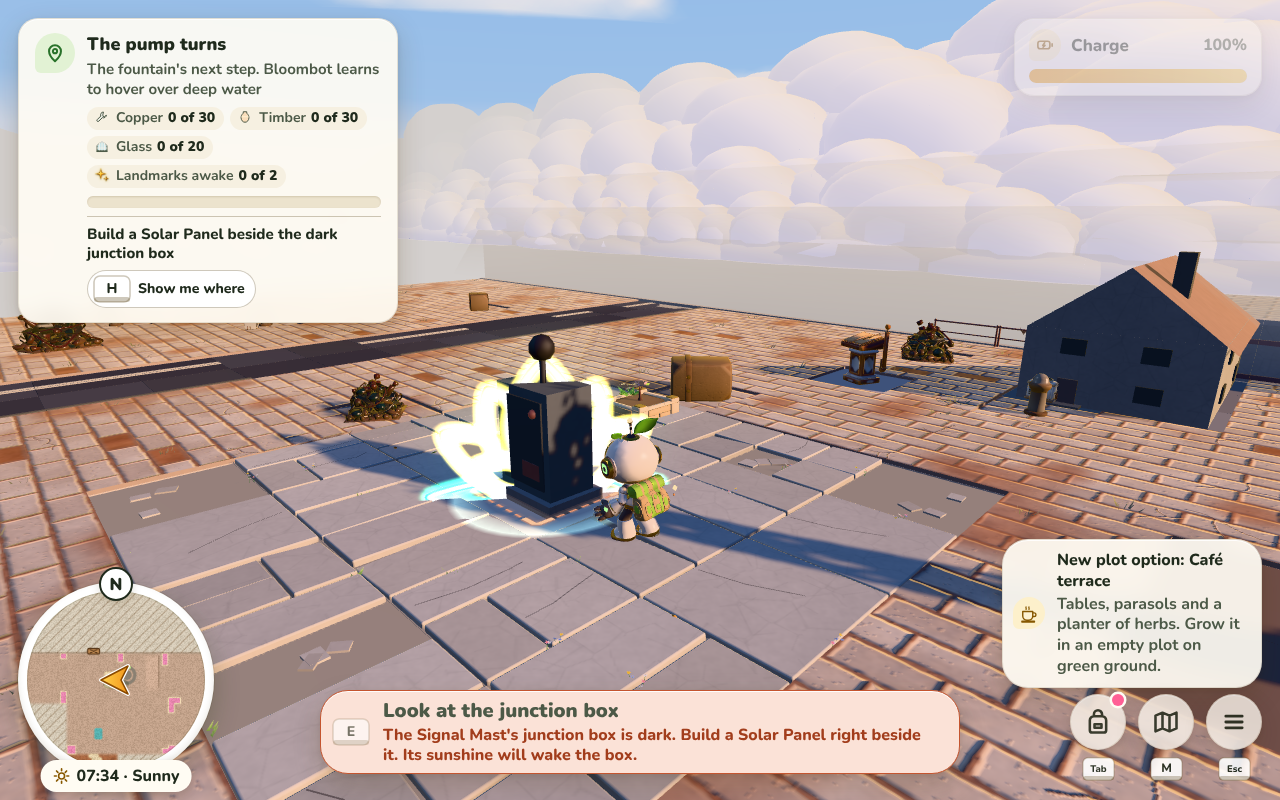 The pump turns
The fountain's next step. Bloombot learns
to hover over deep water
Copper 0 of 30
Timber 0 of 30
Glass 0 of 20
Landmarks awake 0 of 2
Build a Solar Panel beside the dark
junction box
H
Show me where
Charge
100%
N
07:34 · Sunny
E
Look at the junction box
The Signal Mast's junction box is dark. Build a Solar Panel right beside
it. Its sunshine will wake the box.
New plot option: Café
terrace
Tables, parasols and a
planter of herbs. Grow it
in an empty plot on
green ground.
Tab
M
Esc